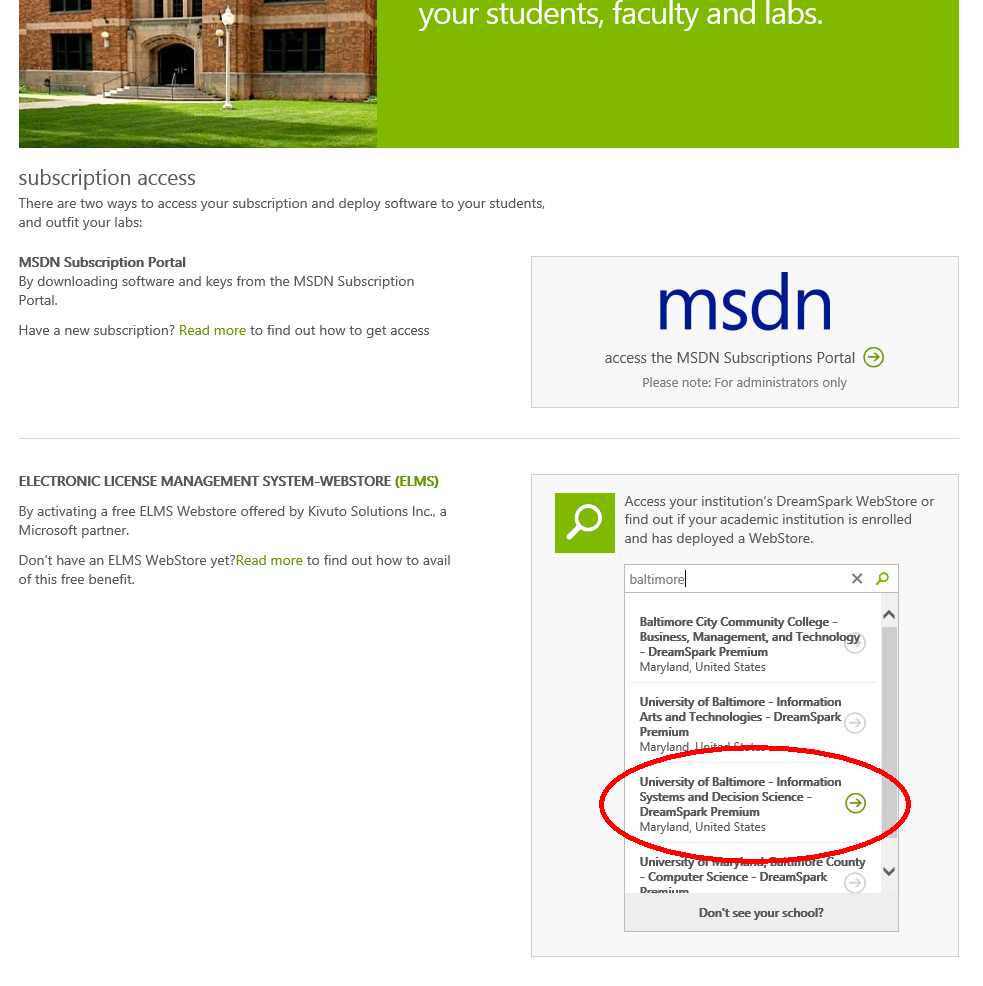 your students, faculty and labs.
subscription access
There are two ways to access your subscription and deploy software to your students,
and outfit your labs:
MSDN Subscription Portal
By downloading software and keys from the MSDN Subscription
Portal.
Have a new subscription? Read more to find out how to get access
msdn
access the MSDN Subscriptions Portal
Please note: For administrators only
ELECTRONIC LICENSE MANAGEMENT SYSTEM-WEBSTORE (ELMS)
By activating a free ELMS Webstore offered by Kivuto Solutions Inc., a
Microsoft partner.
Don't have an ELMS WebStore yet?Read more to find out how to avail
of this free benefit.
Access your institution's DreamSpark WebStore or
find out if your academic institution is enrolled
and has deployed a WebStore.
baltimore
Baltimore City Community College -
Business, Management, and Technology
- DreamSpark Premium
Maryland, United States
University of Baltimore - Information
Arts and Technologies - DreamSpark
Premium
Maryland, United States
University of Baltimore - Information
Systems and Decision Science -
DreamSpark Premium
Maryland, United States
University of Maryland, Baltimore County
- Computer Science - DreamSpark
Premium
Don't see your school?